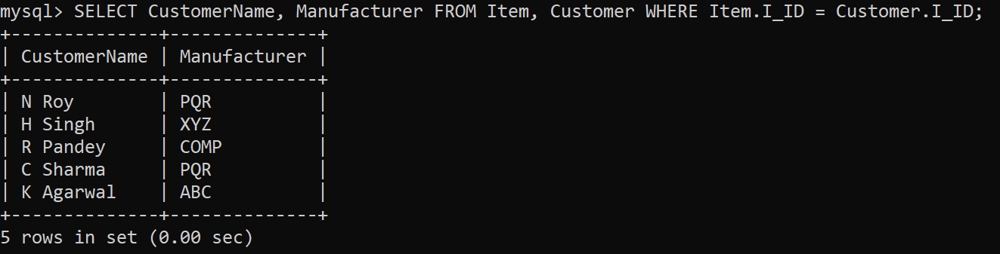 mysql> SELECT CustomerName, Manufacturer FROM Item, Customer WHERE Item.I_ID = Customer.I_ID;
+--------------+--------------+
| CustomerName | Manufacturer |
+--------------+--------------+
| N Roy        | PQR          |
| H Singh      | XYZ          |
| R Pandey     | COMP         |
| C Sharma     | PQR          |
| K Agarwal    | ABC          |
+--------------+--------------+
5 rows in set (0.00 sec)